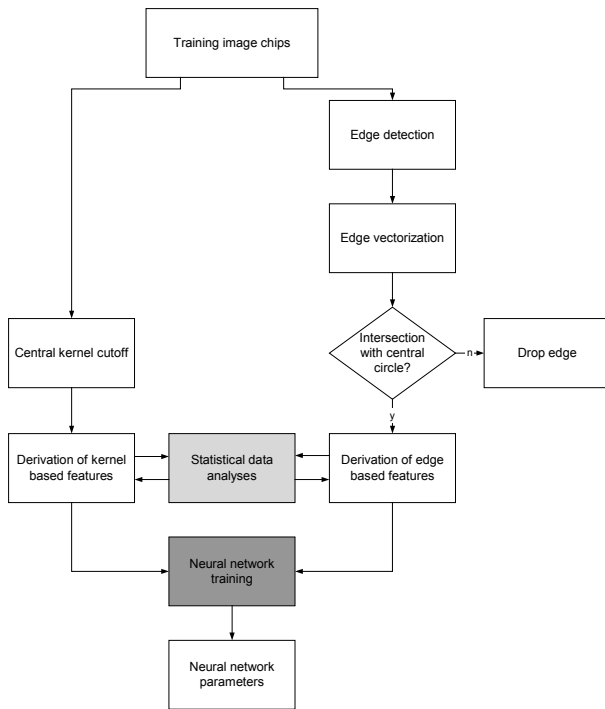 Training image chips
Edge detection
Edge vectorization
Intersection
with central
circle?
n
Drop edge
Central kernel cutoff
y
Derivation of kernel
based features
Statistical data
analyses
Derivation of edge
based features
Neural network
training
Neural network
parameters